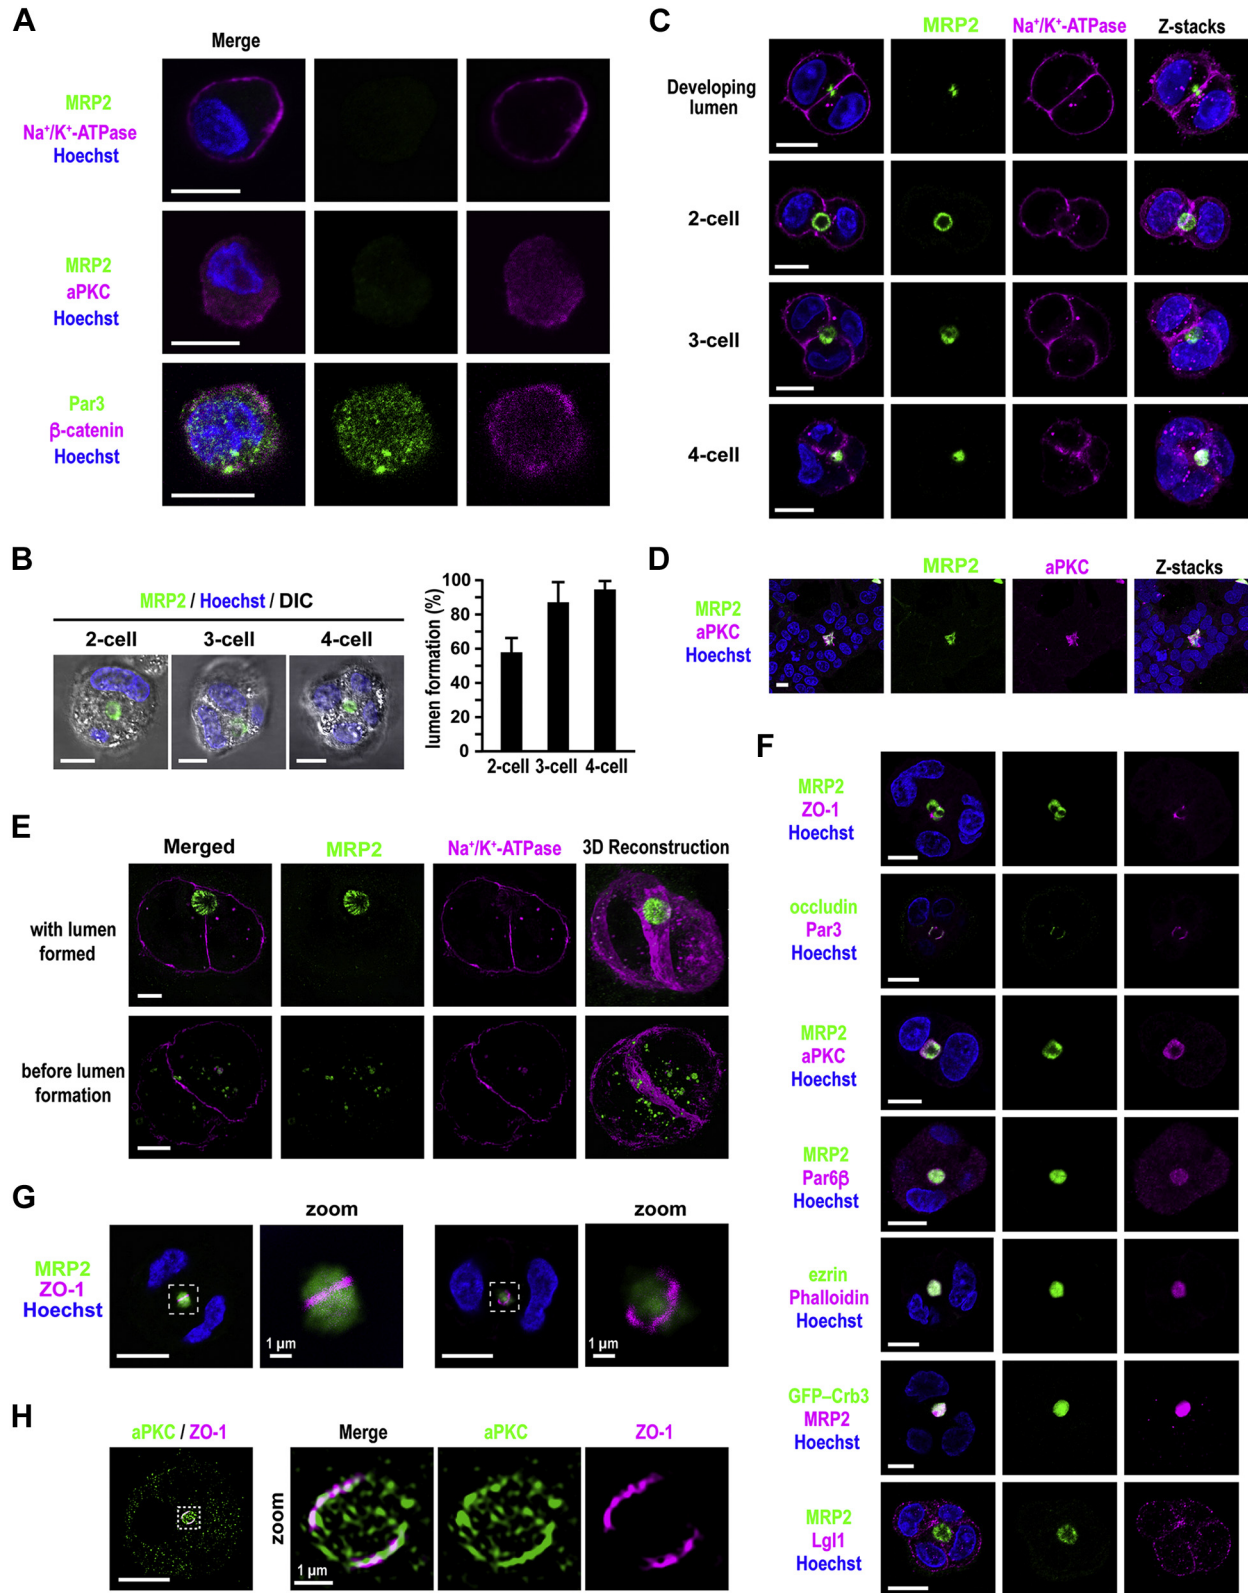 A
Merge
MRP2
Na⁺/K⁺-ATPase
Hoechst
MRP2
aPKC
Hoechst
Par3
β-catenin
Hoechst
B
MRP2 / Hoechst / DIC
2-cell 3-cell 4-cell
lumen formation (%)
100
80
60
40
20
0
2-cell 3-cell 4-cell
C
MRP2 Na⁺/K⁺-ATPase Z-stacks
Developing
lumen
2-cell
3-cell
4-cell
D
MRP2 aPKC Z-stacks
MRP2
aPKC
Hoechst
E
Merged MRP2 Na⁺/K⁺-ATPase 3D Reconstruction
with lumen
formed
before lumen
formation
F
MRP2
ZO-1
Hoechst
occludin
Par3
Hoechst
MRP2
aPKC
Hoechst
MRP2
Par6β
Hoechst
ezrin
Phalloidin
Hoechst
GFP–Crb3
MRP2
Hoechst
MRP2
Lgl1
Hoechst
G
zoom zoom
MRP2
ZO-1
Hoechst
1 µm 1 µm
H
aPKC / ZO-1 Merge aPKC ZO-1
zoom
1 µm